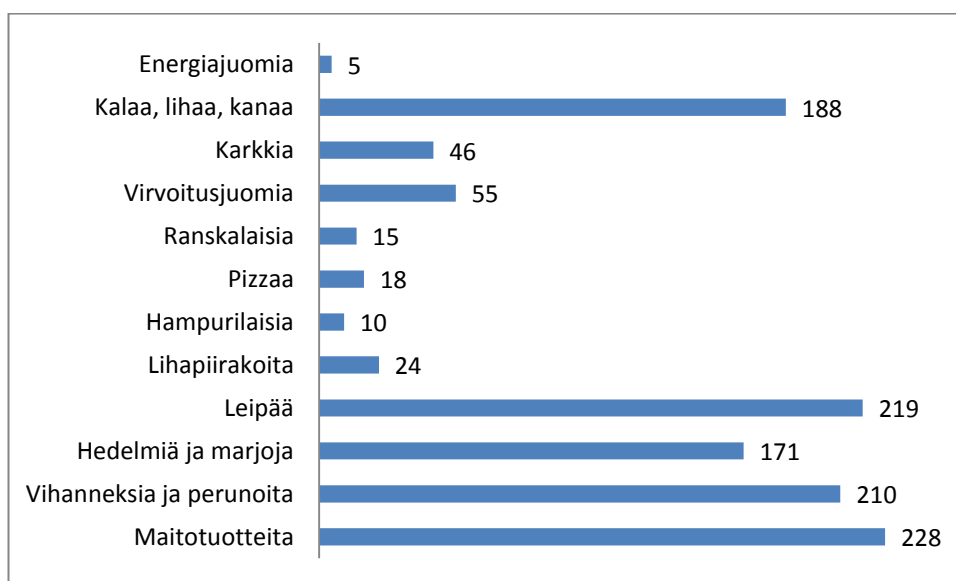 Energiajuomia 5
Kalaa, lihaa, kanaa 188
Karkkia 46
Virvoitusjuomia 55
Ranskalaisia 15
Pizzaa 18
Hampurilaisia 10
Lihapiirakoita 24
Leipää 219
Hedelmiä ja marjoja 171
Vihanneksia ja perunoita 210
Maitotuotteita 228